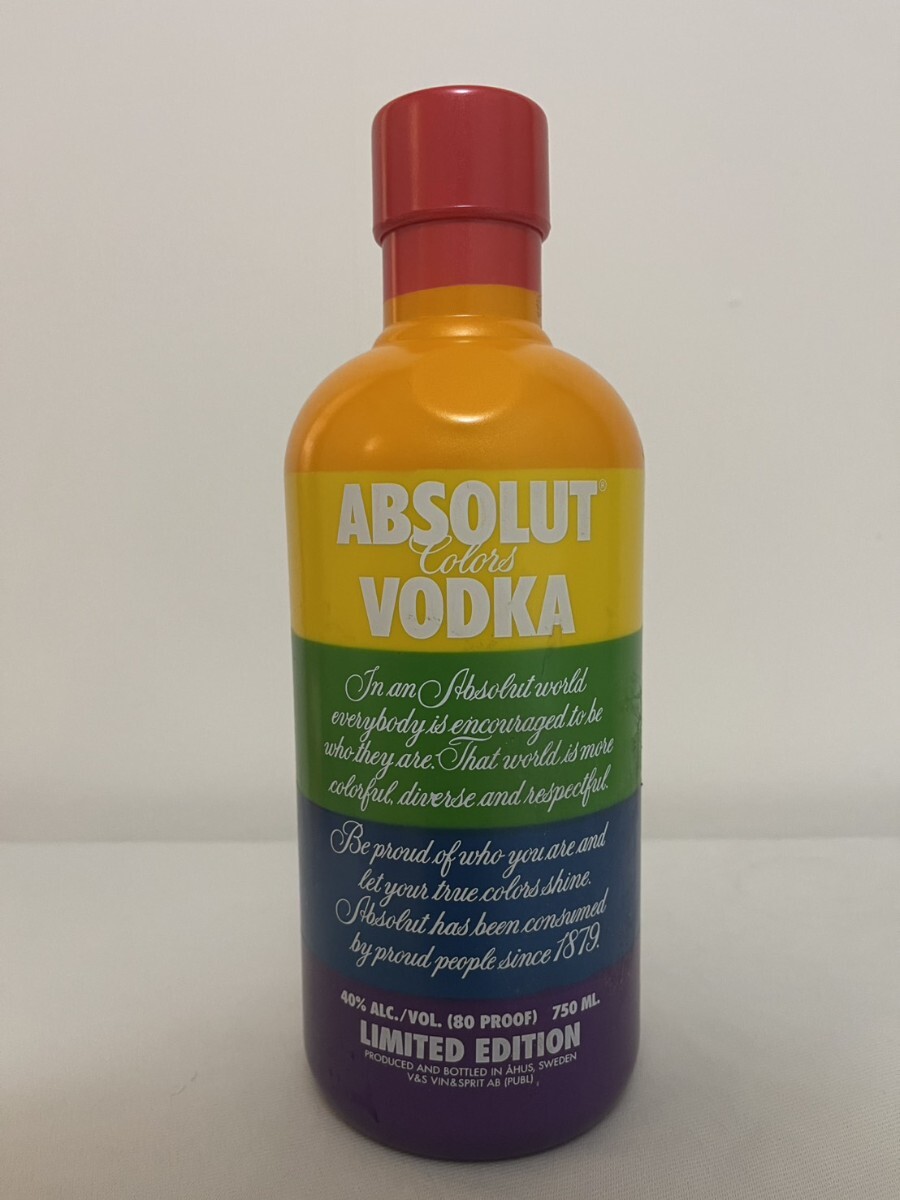 ABSOLUT®
Colors
VODKA
In an Absolut world
everybody is encouraged to be
who they are. That world is more
colorful, diverse and respectful.
Be proud of who you are and
let your true colors shine.
Absolut has been consumed
by proud people since 1879.
40% ALC./VOL. (80 PROOF) 750 ML.
LIMITED EDITION
PRODUCED AND BOTTLED IN ÅHUS, SWEDEN
V&S VIN&SPRIT AB (PUBL)